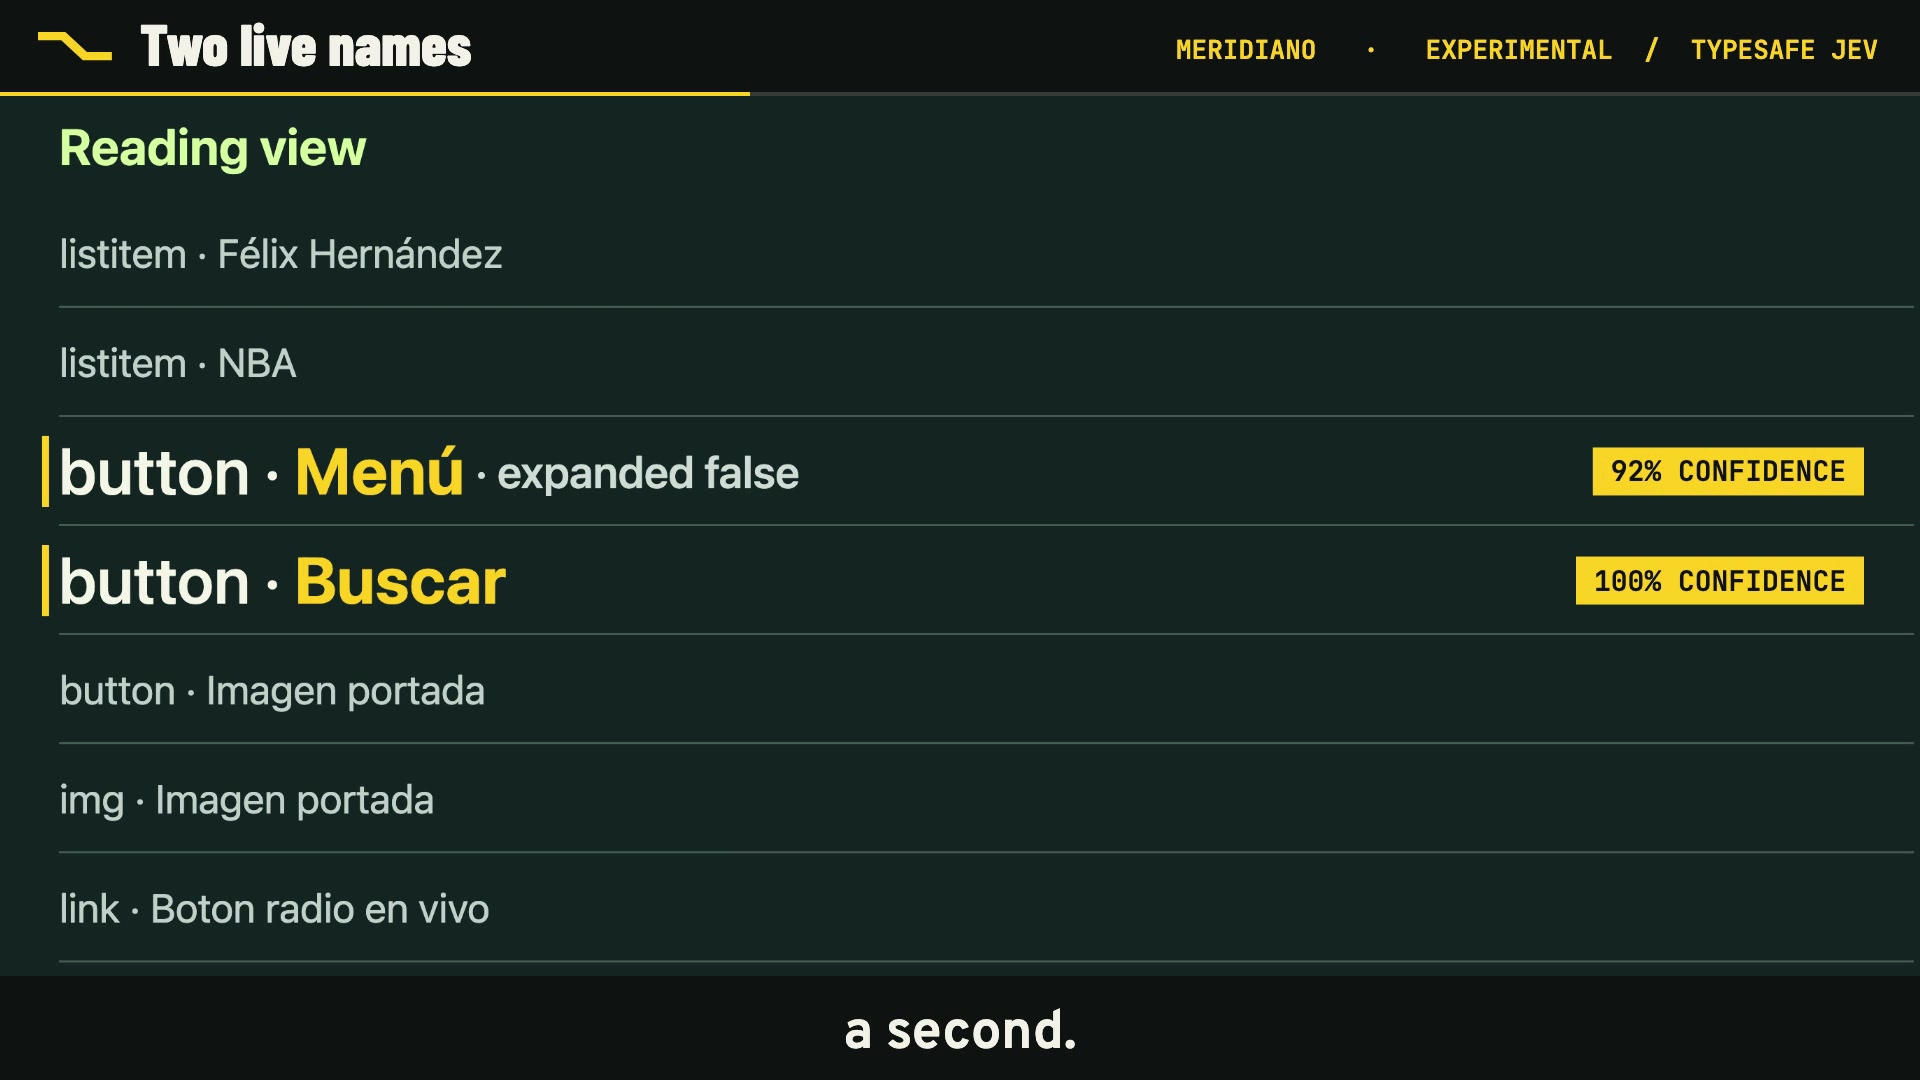 Two live names
MERIDIANO · EXPERIMENTAL / TYPESAFE JEV
Reading view
listitem · Félix Hernández
listitem · NBA
button · Menú · expanded false
92% CONFIDENCE
button · Buscar
100% CONFIDENCE
button · Imagen portada
img · Imagen portada
link · Boton radio en vivo
a second.